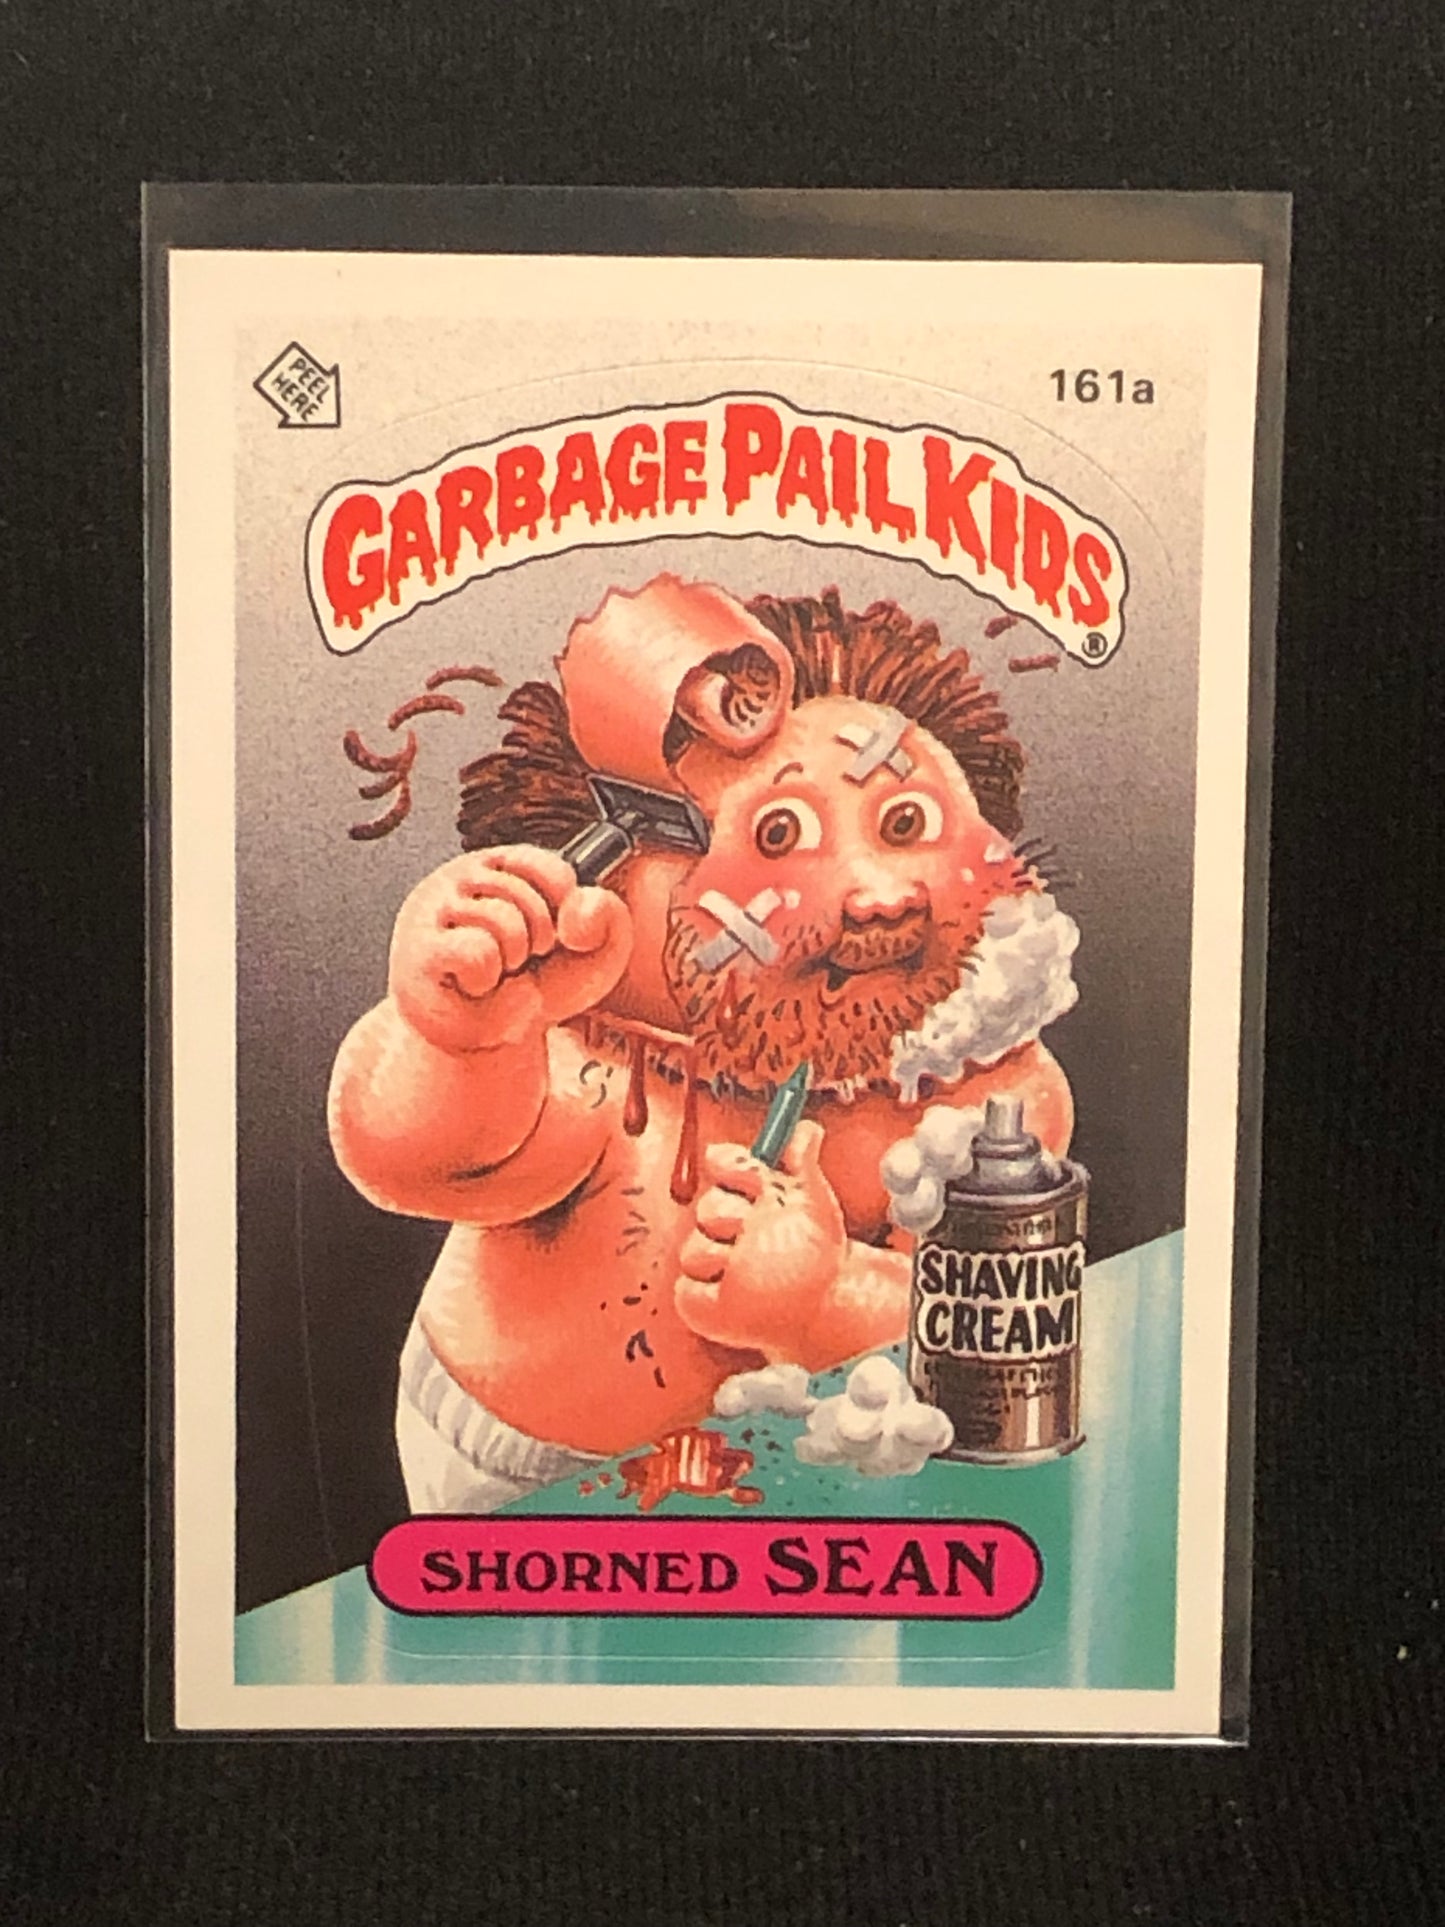 PEEL
HERE
161a
GARBAGE PAIL KIDS
®
SHAVING
CREAM
SHORNED SEAN